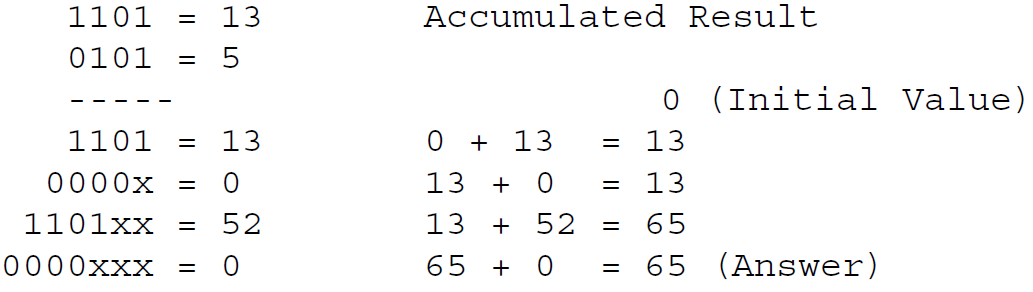 1101 = 13 Accumulated Result
0101 = 5
----- 0 (Initial Value)
1101 = 13 0 + 13 = 13
0000x = 0 13 + 0 = 13
1101xx = 52 13 + 52 = 65
0000xxx = 0 65 + 0 = 65 (Answer)